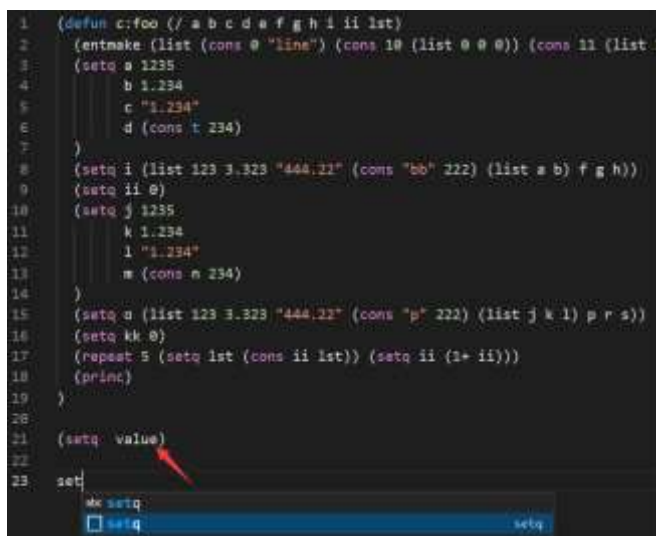 1 (defun c:foo (/ a b c d e f g h i ii lst)
2 (entmake (list (cons 0 "line") (cons 10 (list 0 0 0)) (cons 11 (list
3 (setq a 1235
4 b 1.234
5 c "1.234"
6 d (cons t 234)
7 )
8 (setq i (list 123 3.323 "444.22" (cons "bb" 222) (list a b) f g h))
9 (setq ii 0)
10 (setq j 1235
11 k 1.234
12 l "1.234"
13 m (cons n 234)
14 )
15 (setq o (list 123 3.323 "444.22" (cons "p" 222) (list j k l) p r s))
16 (setq kk 0)
17 (repeat 5 (setq lst (cons ii lst)) (setq ii (1+ ii)))
18 (princ)
19 )
20
21 (setq value)
22
23 set
abc setq
setq setq